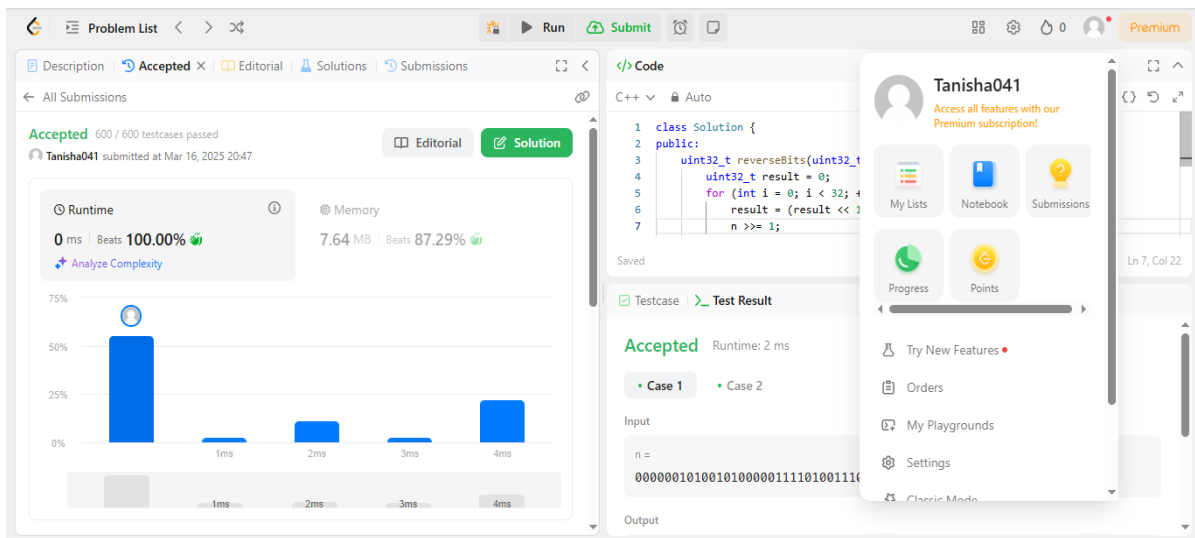 Problem List
Run
Submit
0
Premium
Description
Accepted
Editorial
Solutions
Submissions
All Submissions
Accepted 600 / 600 testcases passed
Tanisha041 submitted at Mar 16, 2025 20:47
Editorial
Solution
Runtime
0 ms Beats 100.00%
Analyze Complexity
Memory
7.64 MB Beats 87.29%
75%
50%
25%
0%
1ms 2ms 3ms 4ms
1ms 2ms 3ms 4ms
</> Code
C++ Auto
1 class Solution {
2 public:
3 uint32_t reverseBits(uint32_t
4 uint32_t result = 0;
5 for (int i = 0; i < 32;
6 result = (result << 1
7 n >>= 1;
Saved
Ln 7, Col 22
Testcase
Test Result
Accepted Runtime: 2 ms
Case 1 Case 2
Input
n =
00000010100101000001111010011
Output
Tanisha041
Access all features with our
Premium subscription!
My Lists
Notebook
Submissions
Progress
Points
Try New Features
Orders
My Playgrounds
Settings
Classic Mode